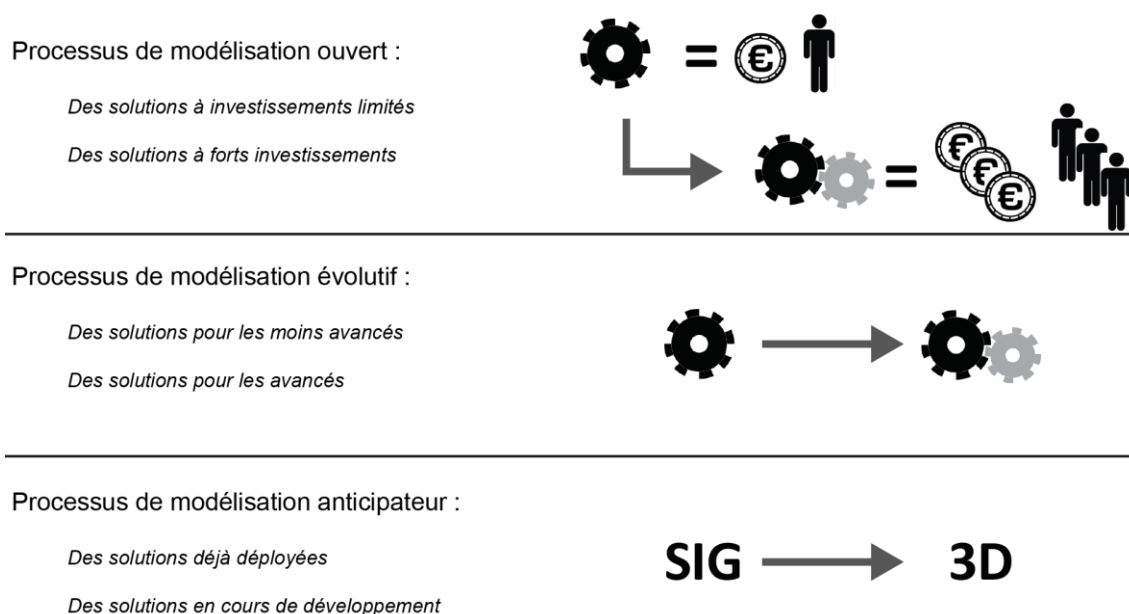 Processus de modélisation ouvert :
Des solutions à investissements limités
Des solutions à forts investissements
= €
= € € €
Processus de modélisation évolutif :
Des solutions pour les moins avancés
Des solutions pour les avancés
Processus de modélisation anticipateur :
Des solutions déjà déployées
SIG 3D
Des solutions en cours de développement